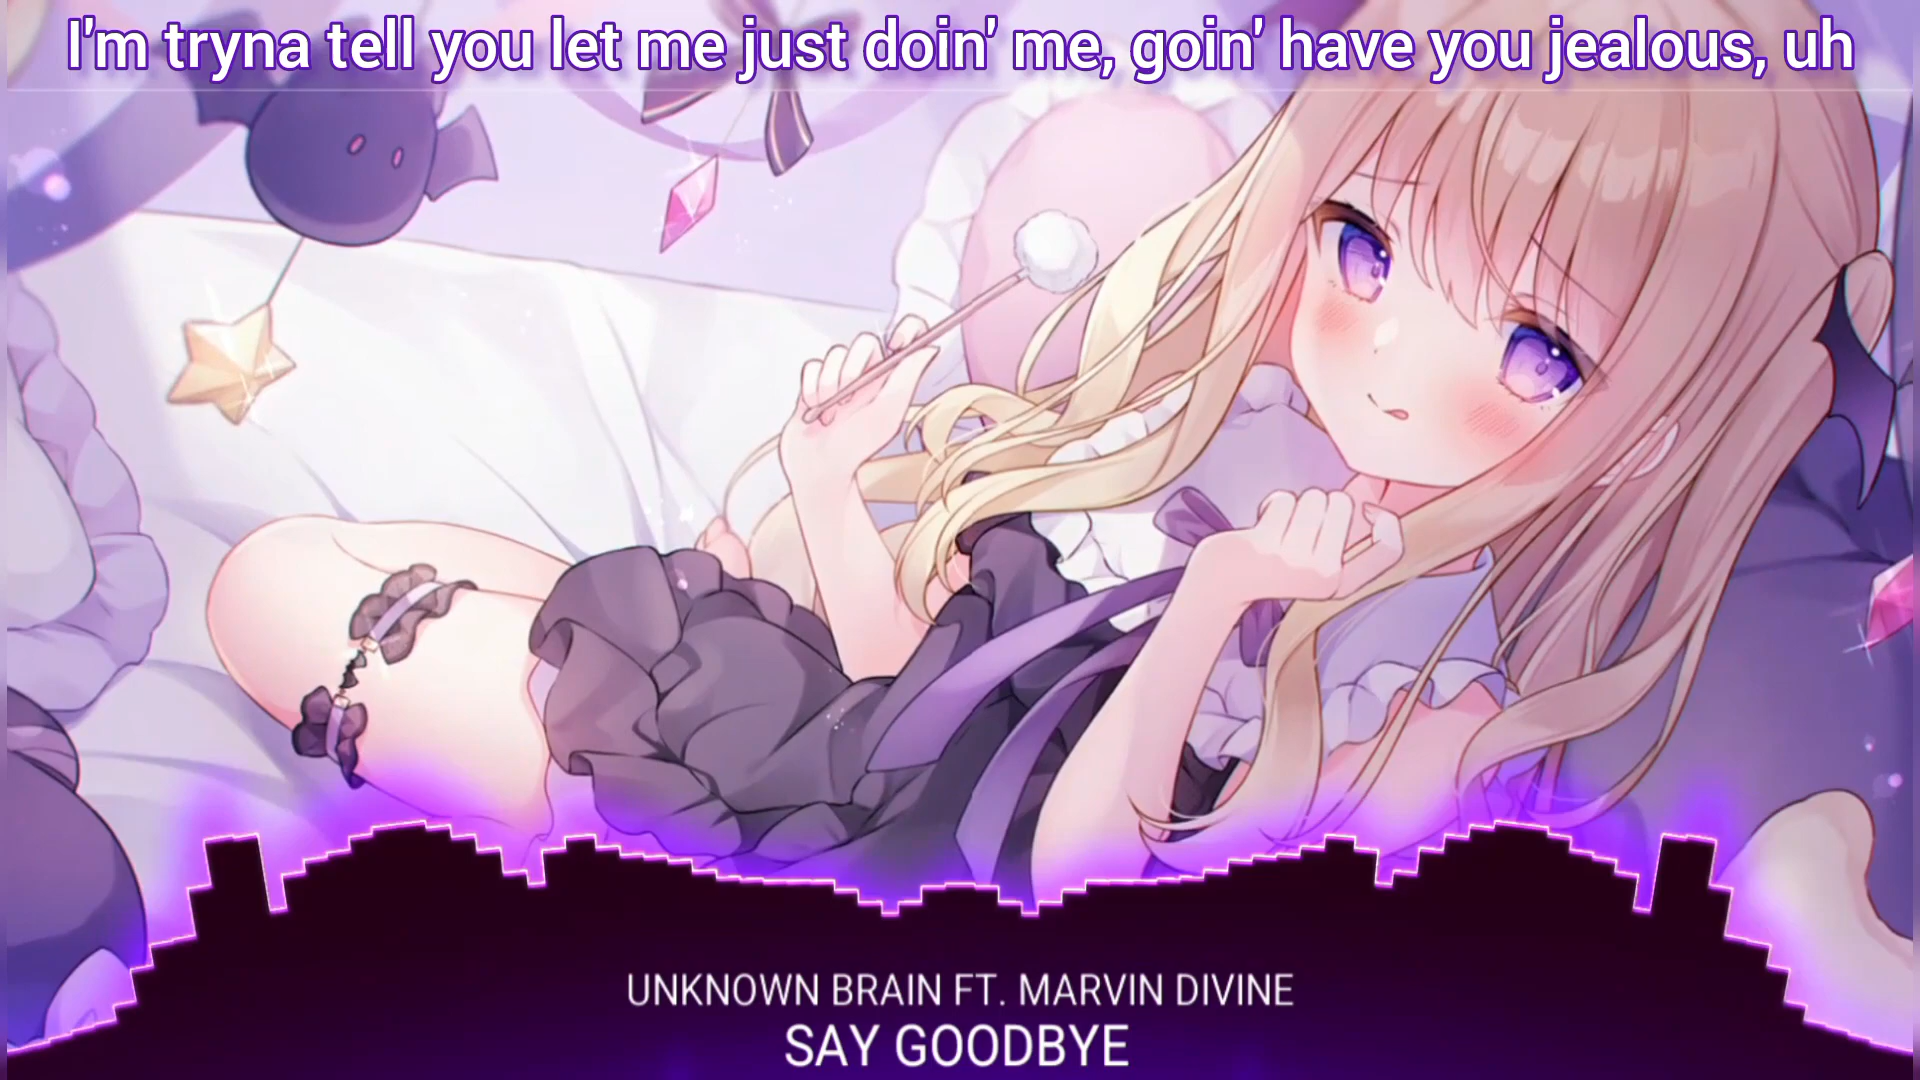 I'm tryna tell you let me just doin' me, goin' have you jealous, uh
UNKNOWN BRAIN FT. MARVIN DIVINE
SAY GOODBYE